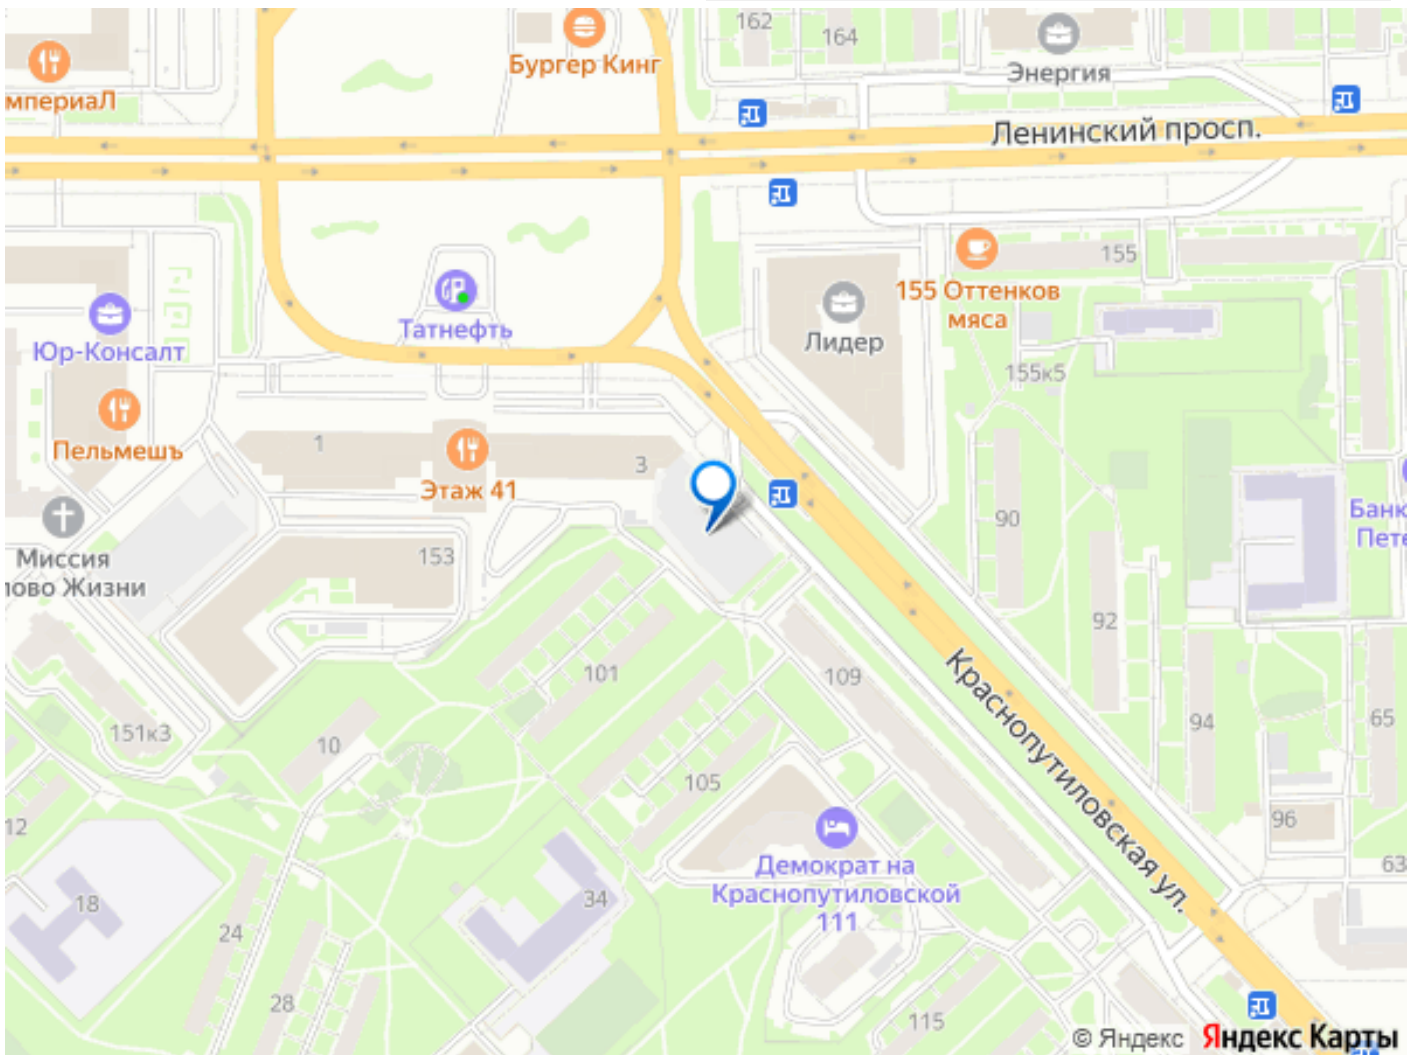 162
164
Энергия
Бургер Кинг
мпериаЛ
Ленинский просп.
155
155 Оттенков
мяса
Татнефть
Лидер
Юр-Консалт
155к5
Пельмешъ
1
3
Этаж 41
90
Банк
Пете
Миссия
лово Жизни
153
92
101
109
Краснопутиловская ул.
151к3
10
94
65
105
12
96
Демократ на
Краснопутиловской
111
63
18
34
24
28
115
© Яндекс
Яндекс Карты